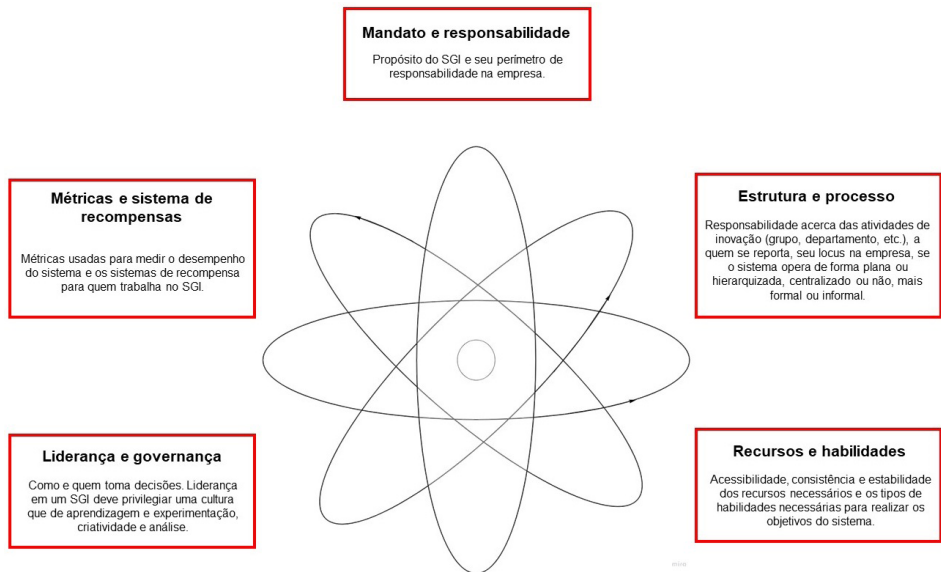 Mandato e responsabilidade
Propósito do SGI e seu perímetro de
responsabilidade na empresa.
Métricas e sistema de
recompensas
Métricas usadas para medir o desempenho
do sistema e os sistemas de recompensa
para quem trabalha no SGI.
Estrutura e processo
Responsabilidade acerca das atividades de
inovação (grupo, departamento, etc.), a
quem se reporta, seu locus na empresa, se
o sistema opera de forma plana ou
hierarquizada, centralizado ou não, mais
formal ou informal.
Liderança e governança
Como e quem toma decisões. Liderança
em um SGI deve privilegiar uma cultura
que de aprendizagem e experimentação,
criatividade e análise.
Recursos e habilidades
Acessibilidade, consistência e estabilidade
dos recursos necessários e os tipos de
habilidades necessárias para realizar os
objetivos do sistema.
miro